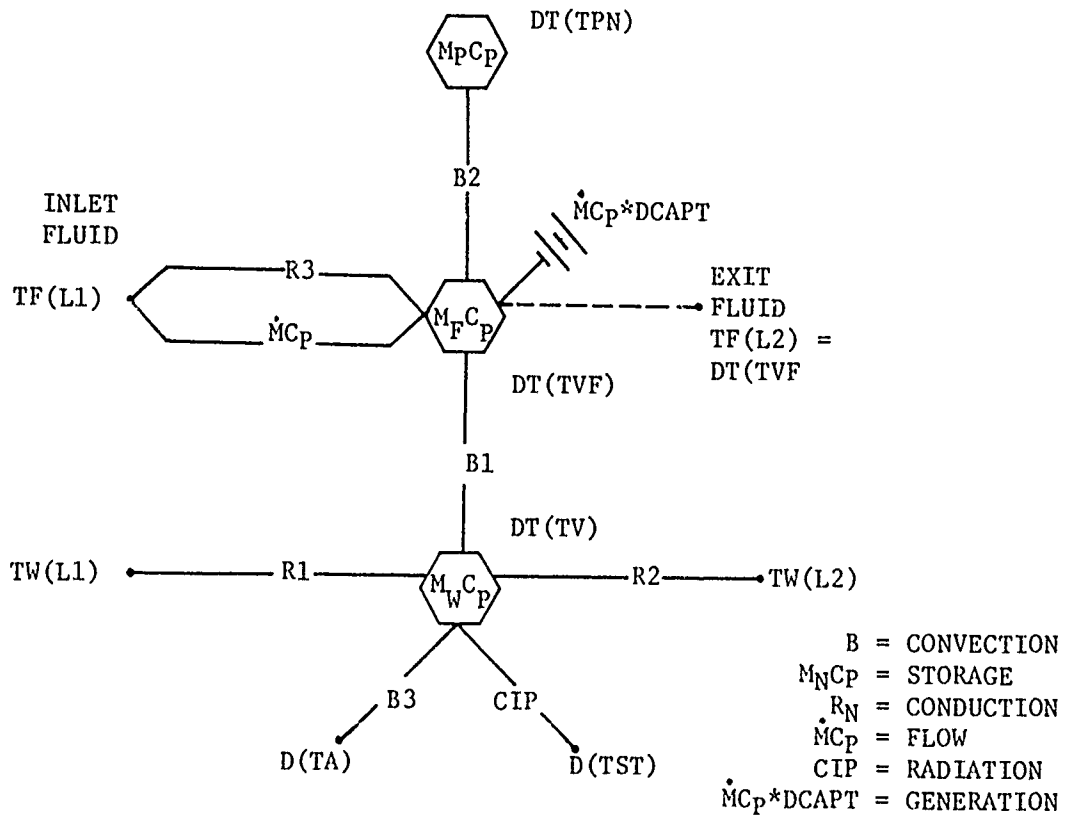 DT(TPN)
MPCP
B2
ṀCP*DCAPT
INLET
FLUID
R3
TF(L1)
ṀCP
MFCP
EXIT
FLUID
TF(L2) =
DT(TVF
DT(TVF)
B1
DT(TV)
TW(L1)
R1
MWCP
R2
TW(L2)
B3
CIP
D(TA)
D(TST)
B = CONVECTION
MNCP = STORAGE
RN = CONDUCTION
ṀCP = FLOW
CIP = RADIATION
ṀCP*DCAPT = GENERATION